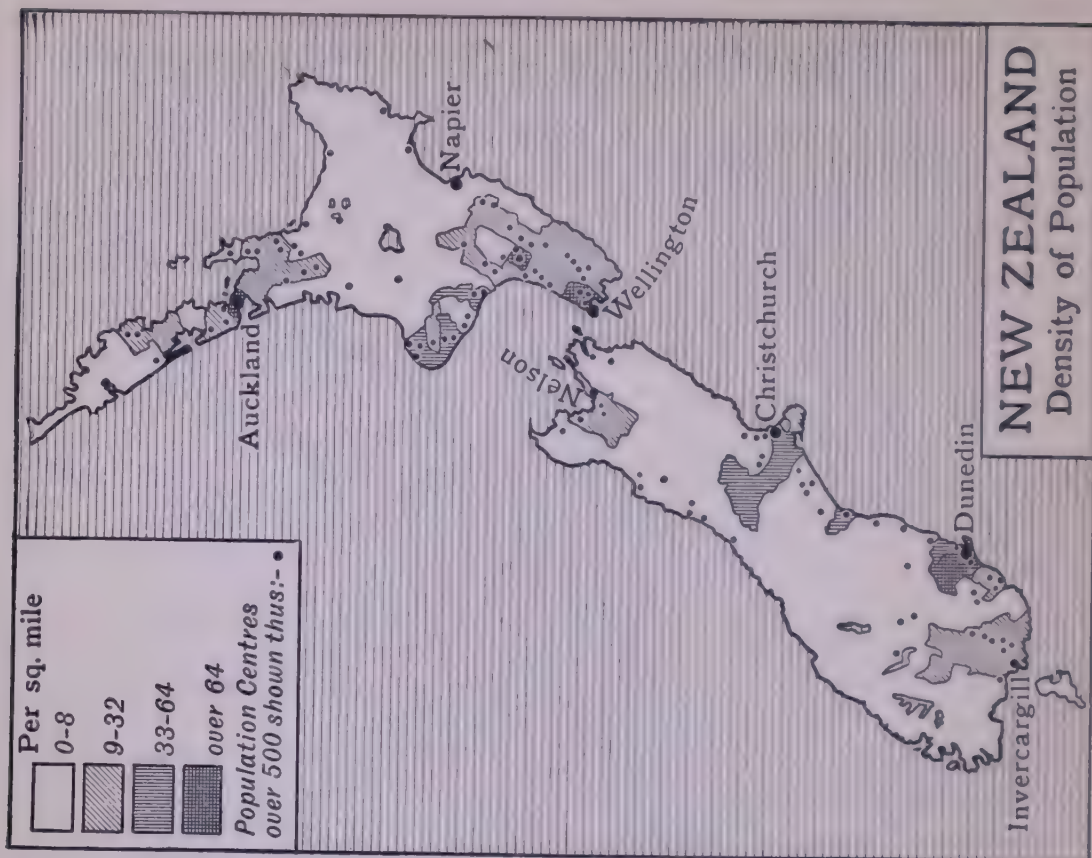 NEW ZEALAND
Density of Population
Per sq. mile
0-8
9-32
33-64
over 64
Population Centres
over 500 shown thus:- •
Auckland
Napier
Wellington
Nelson
Christchurch
Dunedin
Invercargill